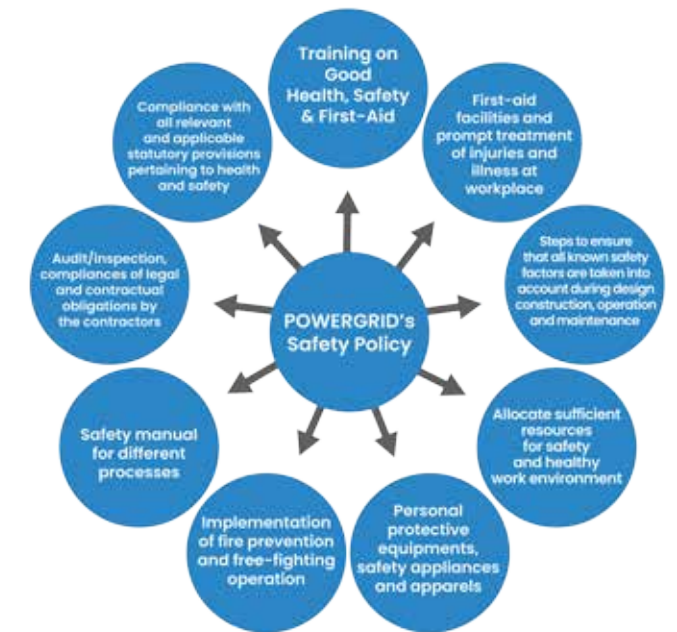 Training on
Good
Health, Safety
& First-Aid
First-aid
facilities and
prompt treatment
of injuries and
illness at
workplace
Steps to ensure
that all known safety
factors are taken into
account during design
construction, operation
and maintenance
Allocate sufficient
resources
for safety
and healthy
work environment
Personal
protective
equipments,
safety appliances
and apparels
Implementation
of fire prevention
and free-fighting
operation
Safety manual
for different
processes
Audit/inspection,
compliances of legal
and contractual
obligations by
the contractors
Compliance with
all relevant
and applicable
statutory provisions
pertaining to health
and safety
POWERGRID's
Safety Policy